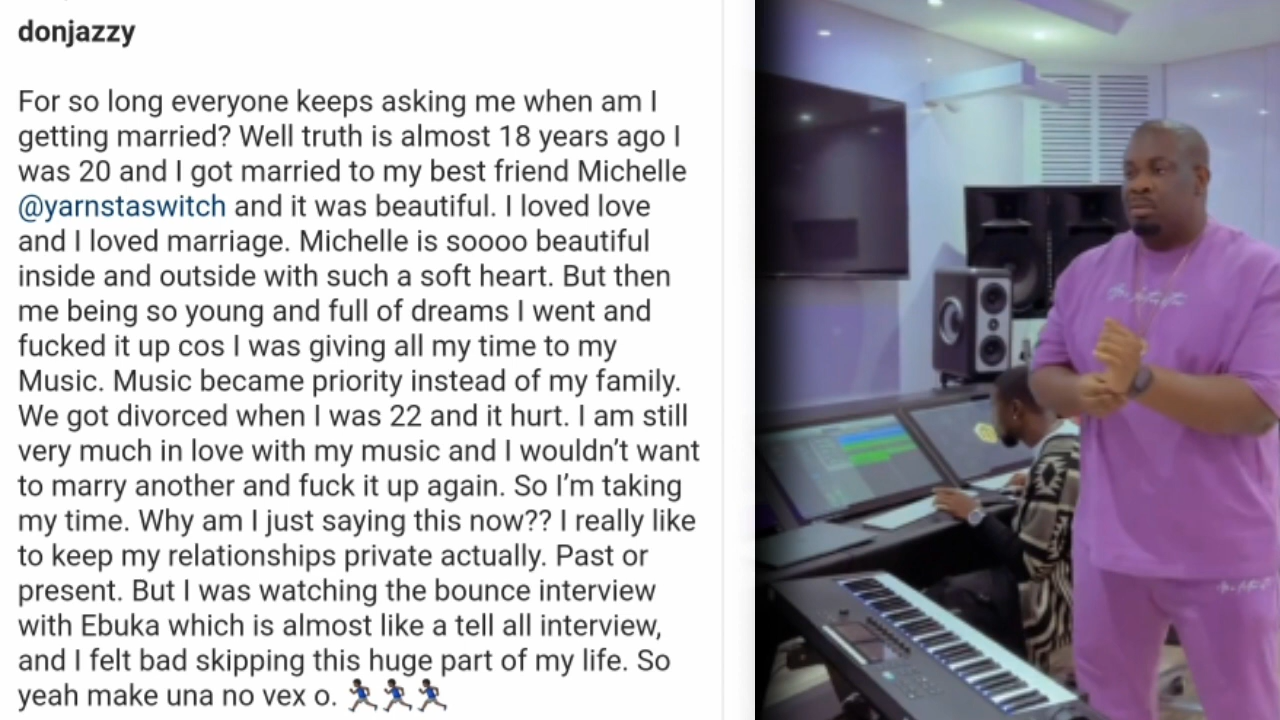 donjazzy
For so long everyone keeps asking me when am I
getting married? Well truth is almost 18 years ago I
was 20 and I got married to my best friend Michelle
@yarnstaswitch and it was beautiful. I loved love
and I loved marriage. Michelle is soooo beautiful
inside and outside with such a soft heart. But then
me being so young and full of dreams I went and
fucked it up cos I was giving all my time to my
Music. Music became priority instead of my family.
We got divorced when I was 22 and it hurt. I am still
very much in love with my music and I wouldn’t want
to marry another and fuck it up again. So I’m taking
my time. Why am I just saying this now?? I really like
to keep my relationships private actually. Past or
present. But I was watching the bounce interview
with Ebuka which is almost like a tell all interview,
and I felt bad skipping this huge part of my life. So
yeah make una no vex o. 🏃🏿‍♂️🏃🏿‍♂️🏃🏿‍♂️